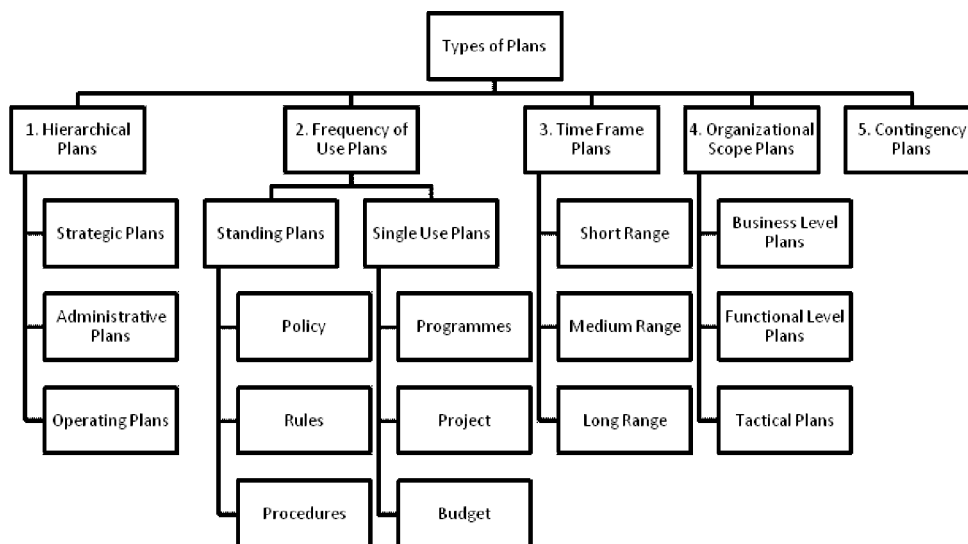 Types of Plans
1. Hierarchical
Plans
2. Frequency of
Use Plans
3. Time Frame
Plans
4. Organizational
Scope Plans
5. Contingency
Plans
Strategic Plans
Administrative
Plans
Operating Plans
Standing Plans
Single Use Plans
Policy
Rules
Procedures
Programmes
Project
Budget
Short Range
Medium Range
Long Range
Business Level
Plans
Functional Level
Plans
Tactical Plans